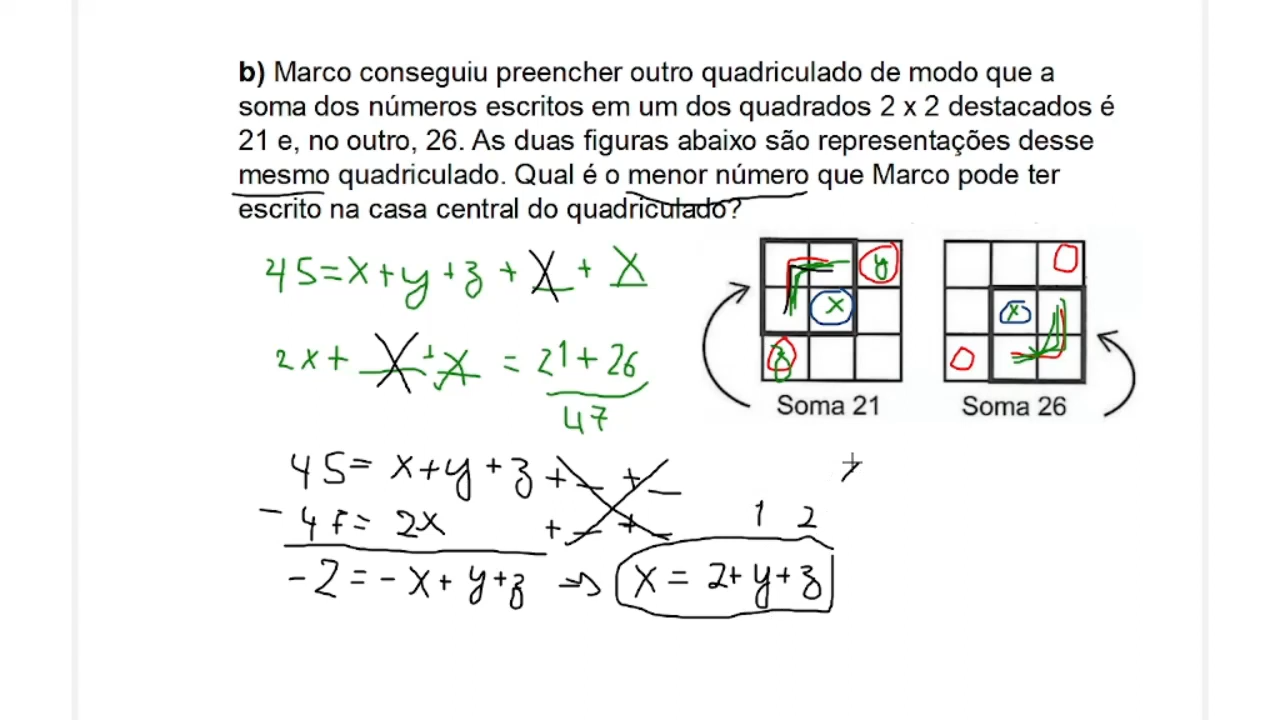 b) Marco conseguiu preencher outro quadriculado de modo que a
soma dos números escritos em um dos quadrados 2 x 2 destacados é
21 e, no outro, 26. As duas figuras abaixo são representações desse
mesmo quadriculado. Qual é o menor número que Marco pode ter
escrito na casa central do quadriculado?
y
x
z
x
Soma 21
Soma 26
45 = x + y + z + X + X
2x + X + X = 21 + 26
47
45 = x + y + z + _ + _
- 47 = 2x + _ + _
1 2
-2 = - x + y + z => x = 2 + y + z